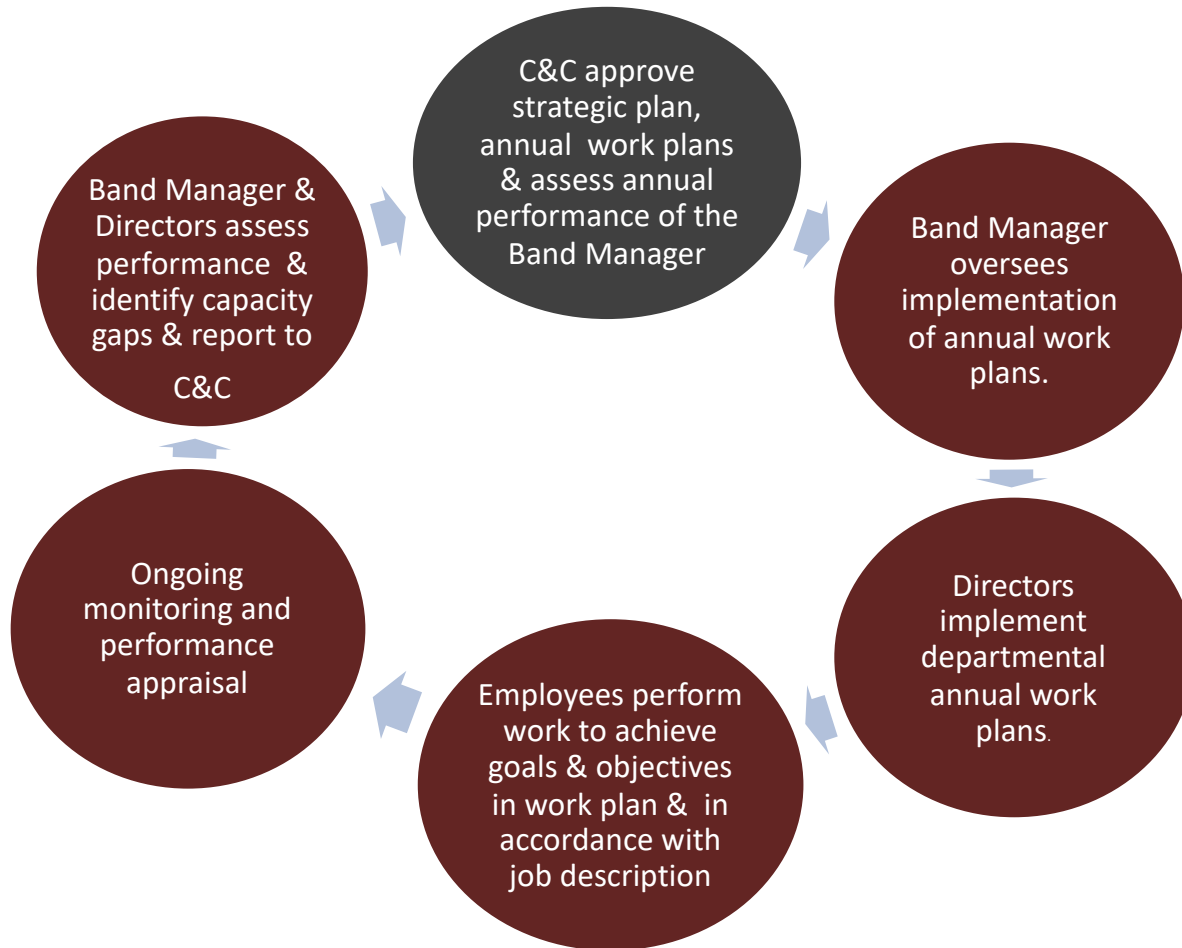 C&C approve
strategic plan,
annual work plans
& assess annual
performance of the
Band Manager
Band Manager
oversees
implementation
of annual work
plans.
Directors
implement
departmental
annual work
plans.
Employees perform
work to achieve
goals & objectives
in work plan & in
accordance with
job description
Ongoing
monitoring and
performance
appraisal
Band Manager &
Directors assess
performance &
identify capacity
gaps & report to
C&C